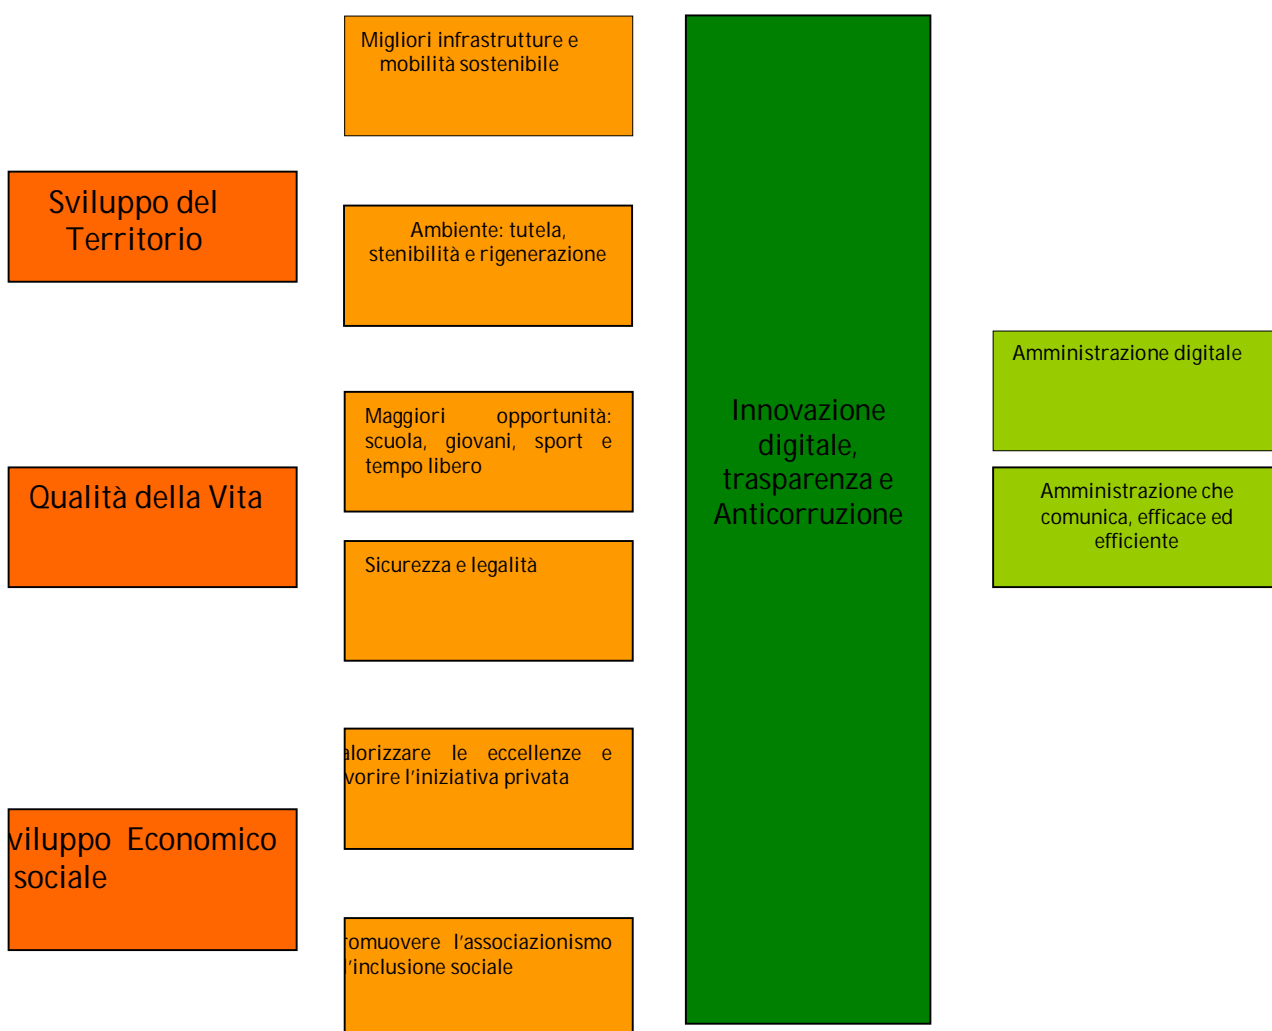 Migliori infrastrutture e
mobilità sostenibile
Sviluppo del
Territorio
Ambiente: tutela,
stenibilità e rigenerazione
Maggiori opportunità:
scuola, giovani, sport e
tempo libero
Qualità della Vita
Sicurezza e legalità
alorizzare le eccellenze e
vorire l'iniziativa privata
viluppo Economico
sociale
romuovere l'associazionismo
l'inclusione sociale
Innovazione
digitale,
trasparenza e
Anticorruzione
Amministrazione digitale
Amministrazione che
comunica, efficace ed
efficiente